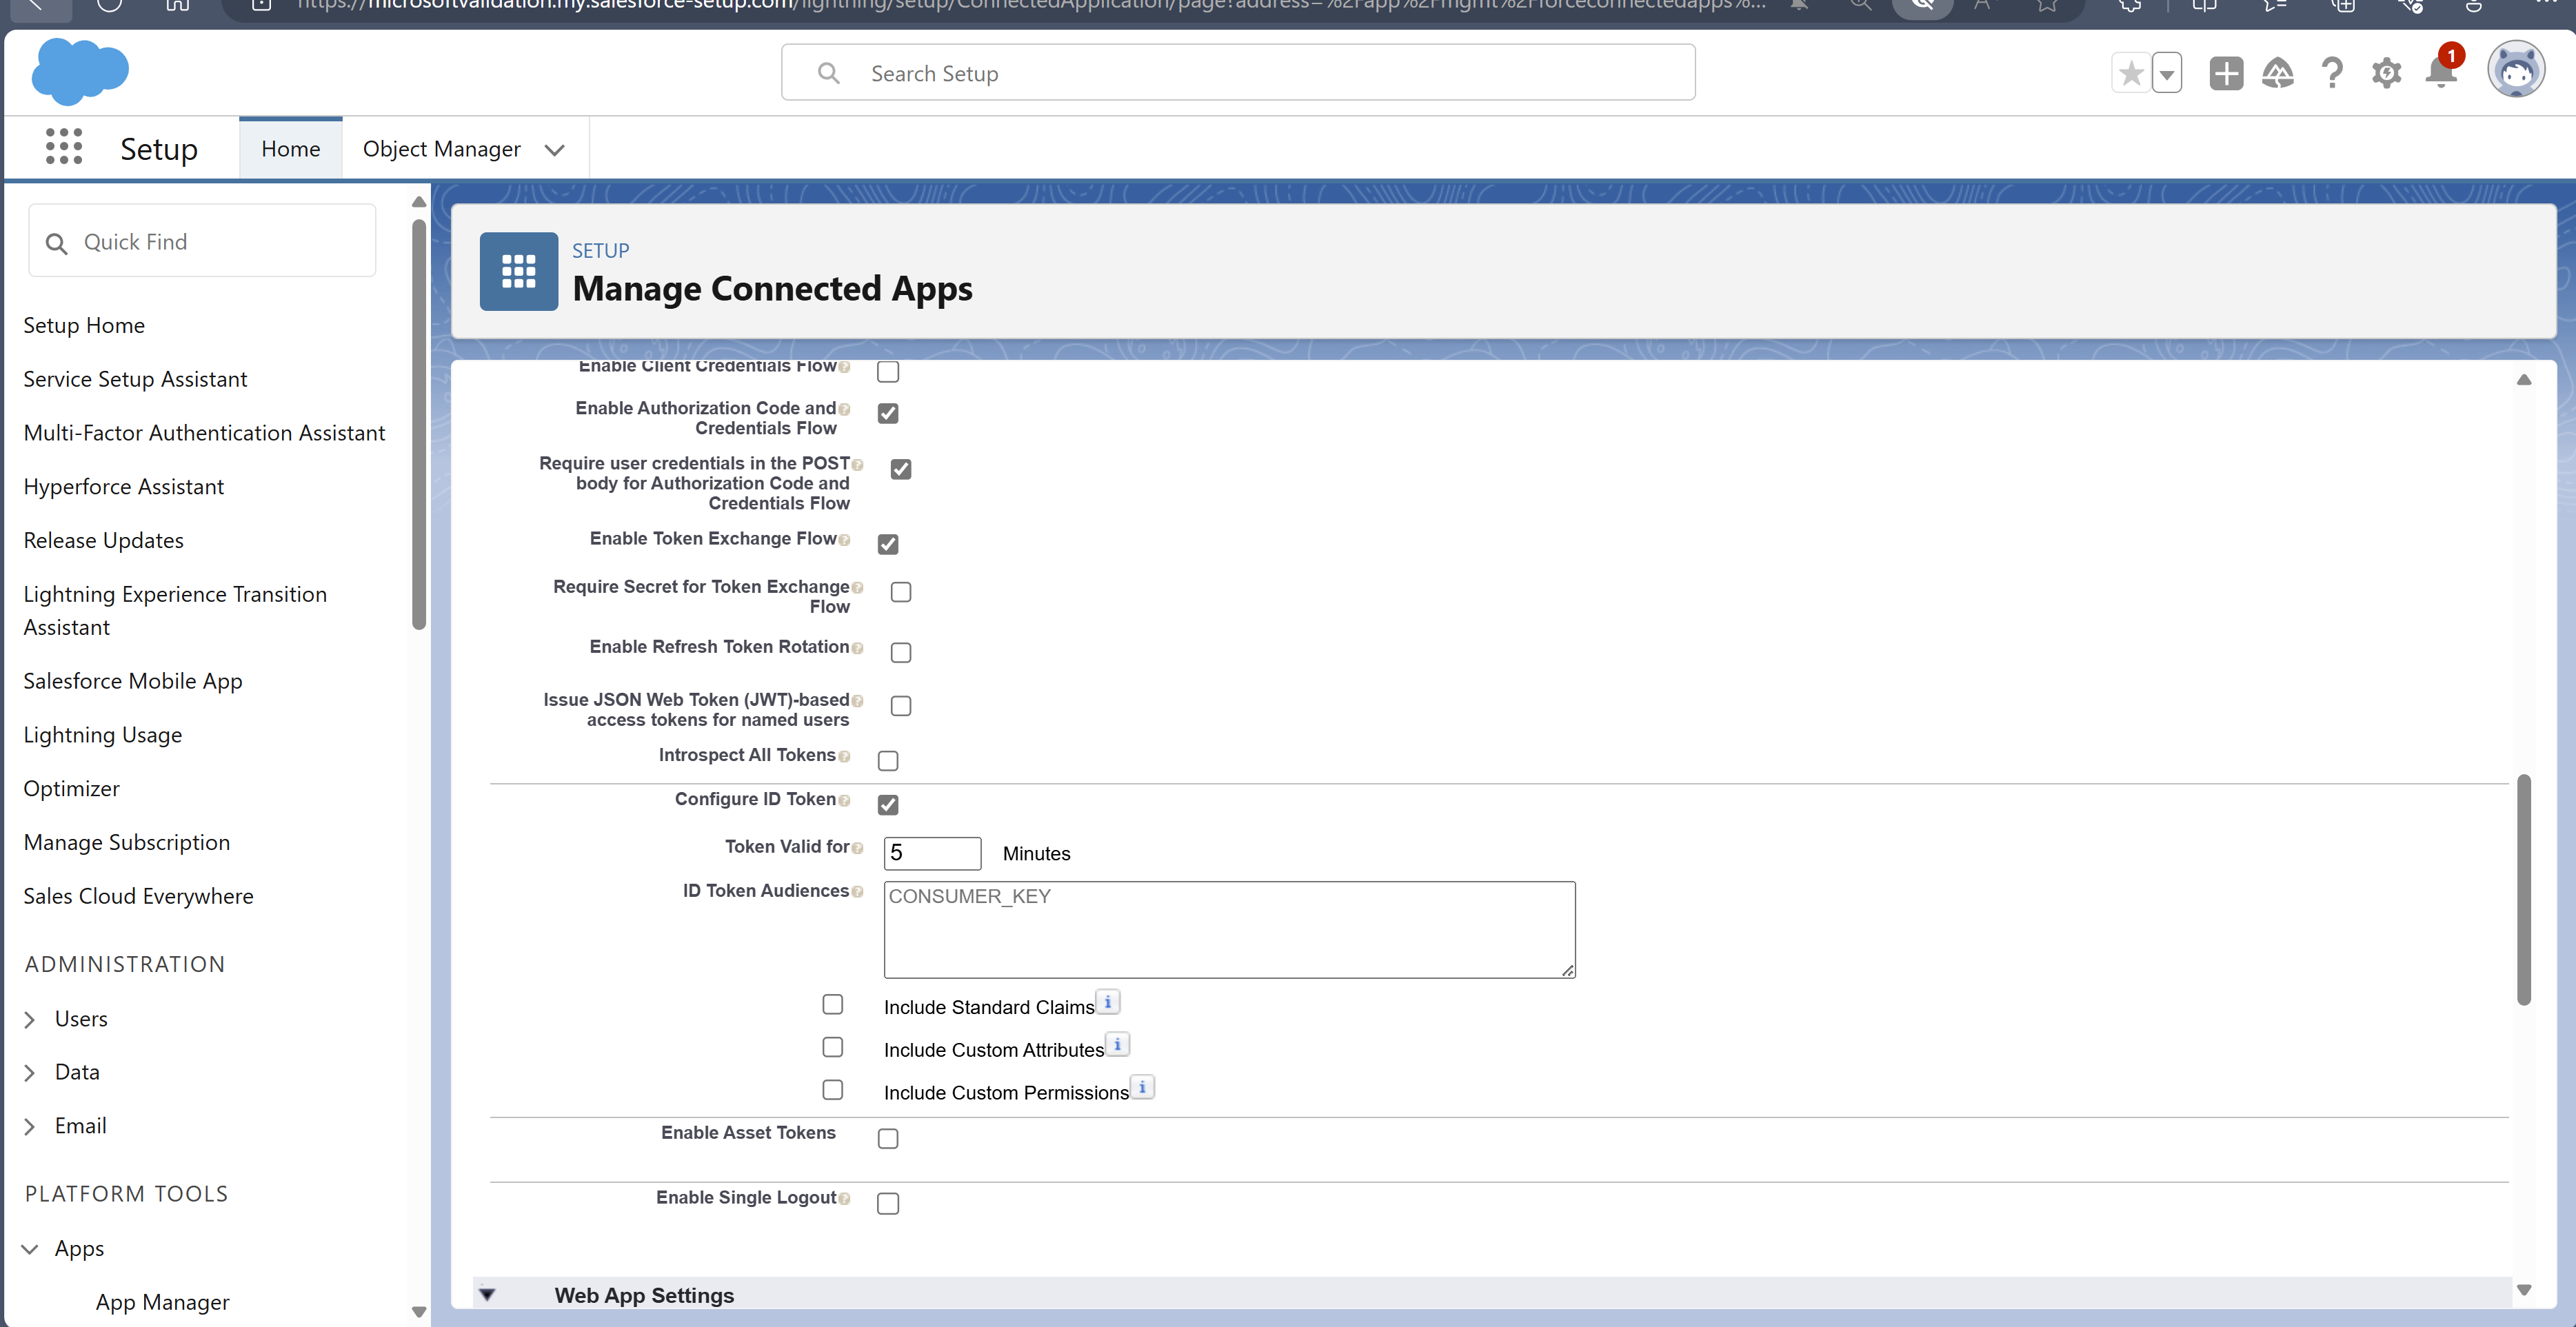 https://microsoftvalidation.my.salesforce-setup.com/lightning/setup/ConnectedApplication/page?address=%2Fapp%2Fmgmt%2Fforceconnectedapps%...
Search Setup
1
Setup
Home
Object Manager
Quick Find
Setup Home
Service Setup Assistant
Multi-Factor Authentication Assistant
Hyperforce Assistant
Release Updates
Lightning Experience Transition
Assistant
Salesforce Mobile App
Lightning Usage
Optimizer
Manage Subscription
Sales Cloud Everywhere
ADMINISTRATION
Users
Data
Email
PLATFORM TOOLS
Apps
App Manager
SETUP
Manage Connected Apps
Enable Client Credentials Flow
Enable Authorization Code and
Credentials Flow
Require user credentials in the POST
body for Authorization Code and
Credentials Flow
Enable Token Exchange Flow
Require Secret for Token Exchange
Flow
Enable Refresh Token Rotation
Issue JSON Web Token (JWT)-based
access tokens for named users
Introspect All Tokens
Configure ID Token
Token Valid for
5 Minutes
ID Token Audiences
CONSUMER_KEY
Include Standard Claims
Include Custom Attributes
Include Custom Permissions
Enable Asset Tokens
Enable Single Logout
Web App Settings